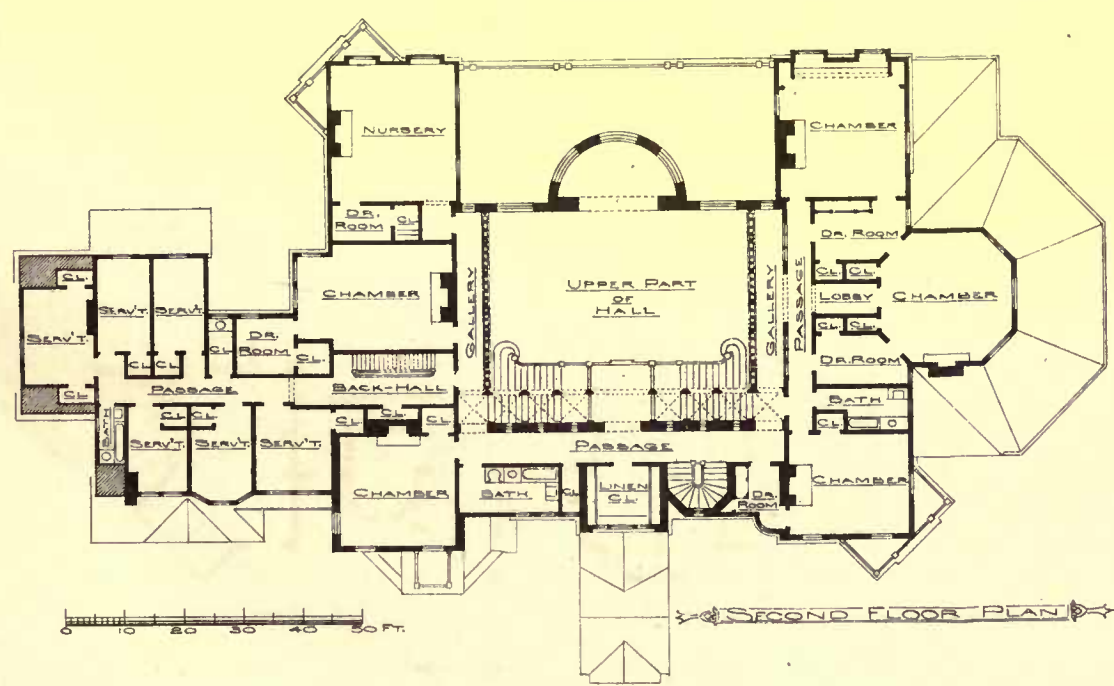 NURSERY
CHAMBER
DR.
ROOM
CL.
DR. ROOM
CL.
CL.
CL.
SERV'T.
SERV'T.
SERV'T.
CHAMBER
GALLERY
UPPER PART
OF
HALL
GALLERY
PASSAGE
LOBBY
CHAMBER
CL.
CL.
DR.
ROOM
CL.
CL.
DR. ROOM
CL.
CL.
PASSAGE
BACK-HALL
BATH
CL.
CL.
CL.
CL.
CL.
CL.
CL.
BATH
SERV'T.
SERV'T.
SERV'T.
PASSAGE
CHAMBER
BATH
CL.
LINEN
CL.
DR.
ROOM
CHAMBER
0 10 20 30 40 50 FT.
SECOND FLOOR PLAN